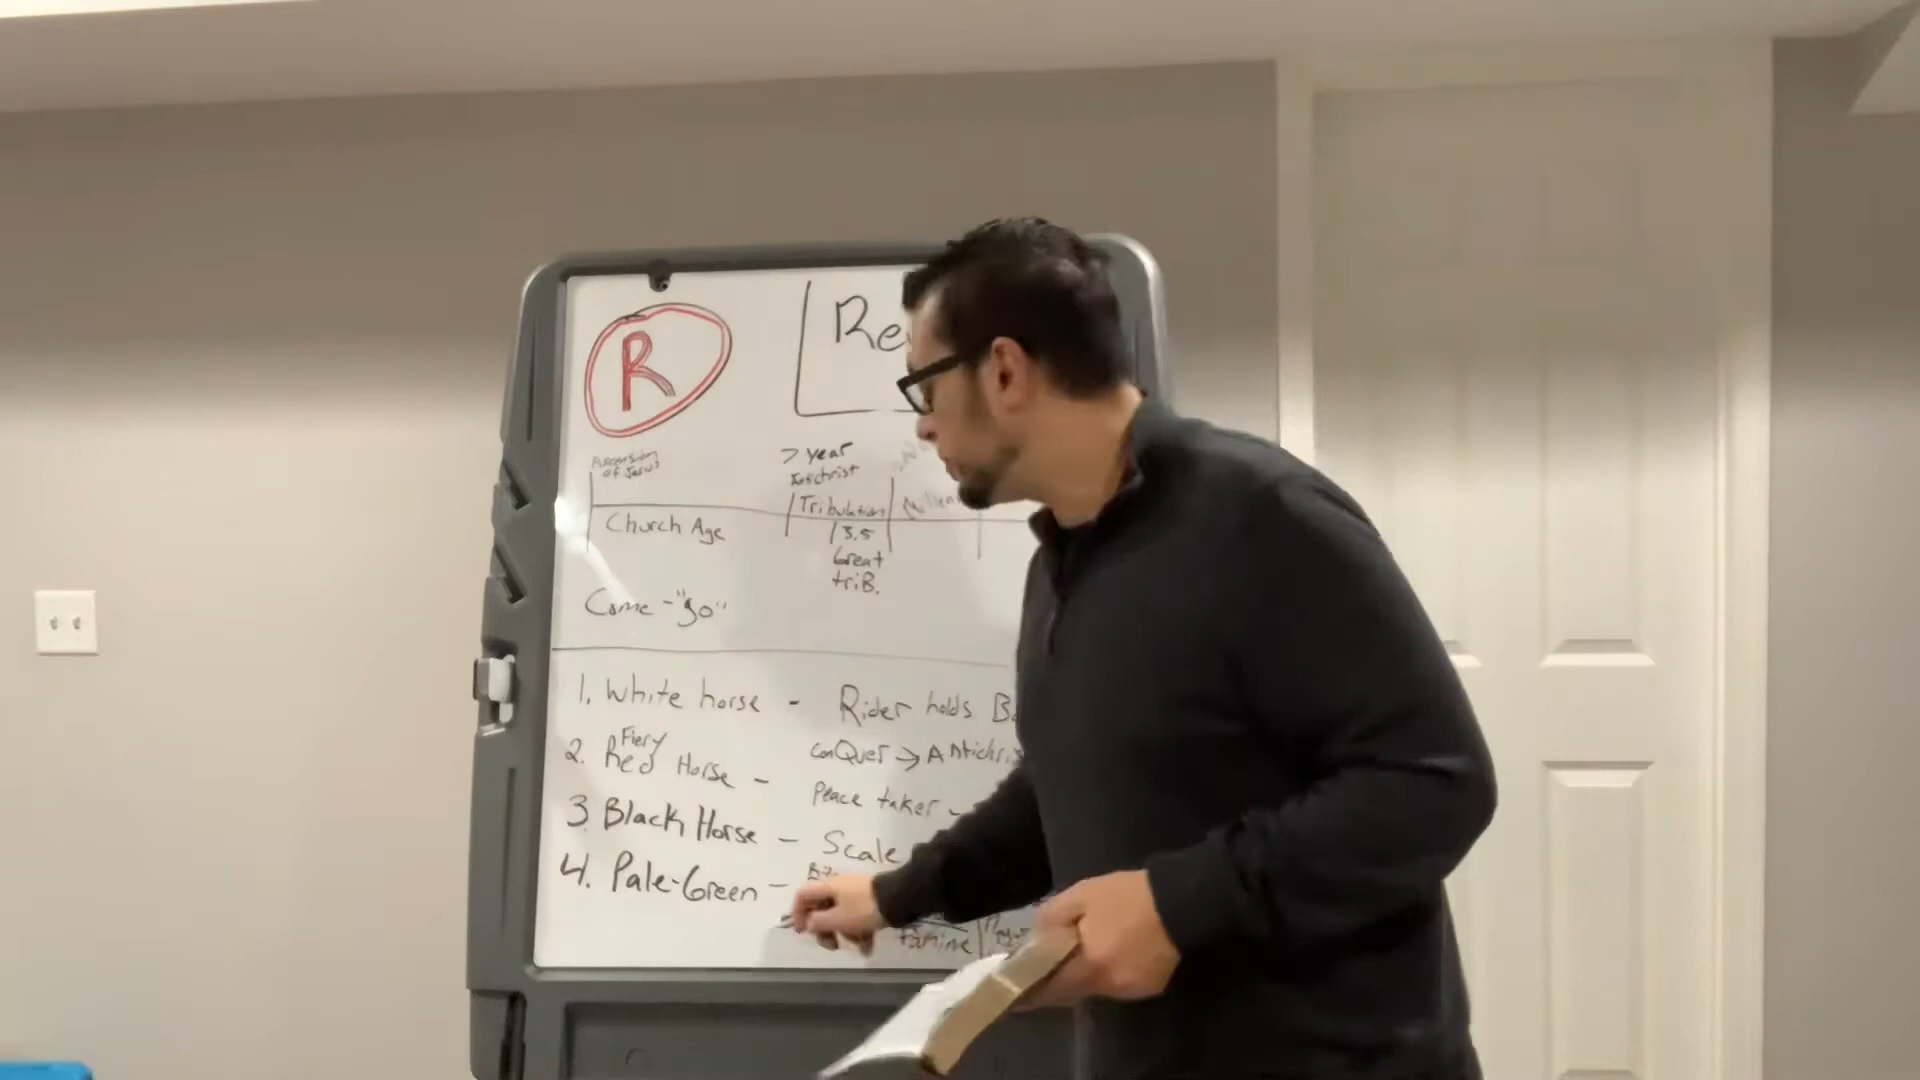 R
Re
Ascension
of Jesus
7 year
Antichrist
Tribulation
Church Age
3.5
Great
triB.
Come - "go"
1. White horse - Rider holds
conQuer → Antichris
2. Fiery
Red Horse - Peace taker -
3. Black Horse - Scale
4. Pale-Green -
Famine